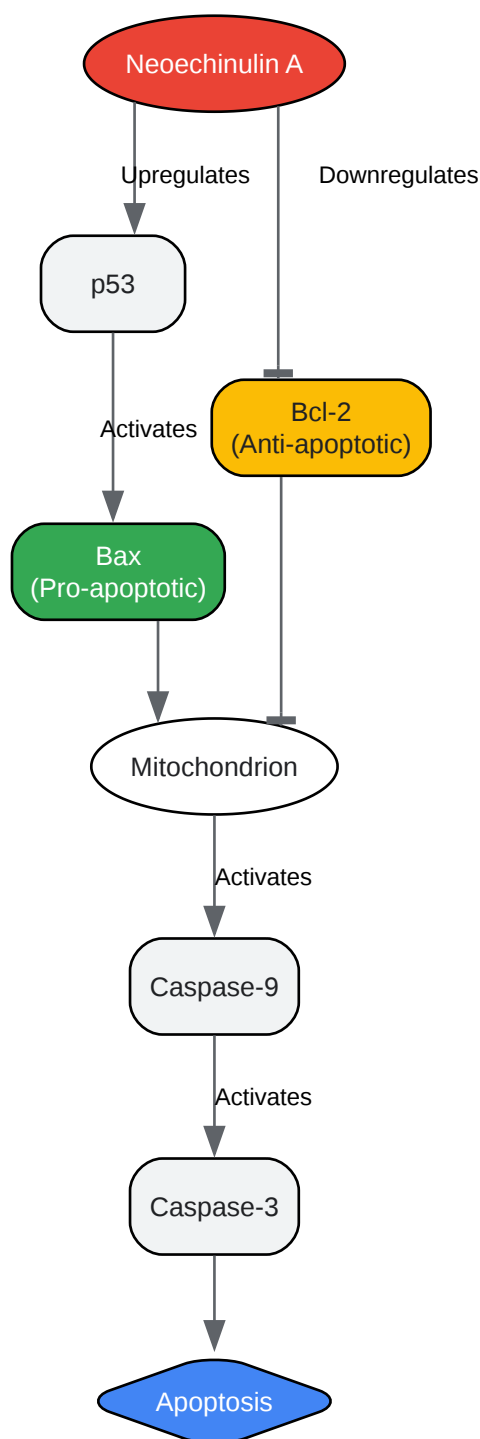 Neoechinulin A
Upregulates
Downregulates
p53
Bcl-2
(Anti-apoptotic)
Activates
Bax
(Pro-apoptotic)
Mitochondrion
Activates
Caspase-9
Activates
Caspase-3
Apoptosis